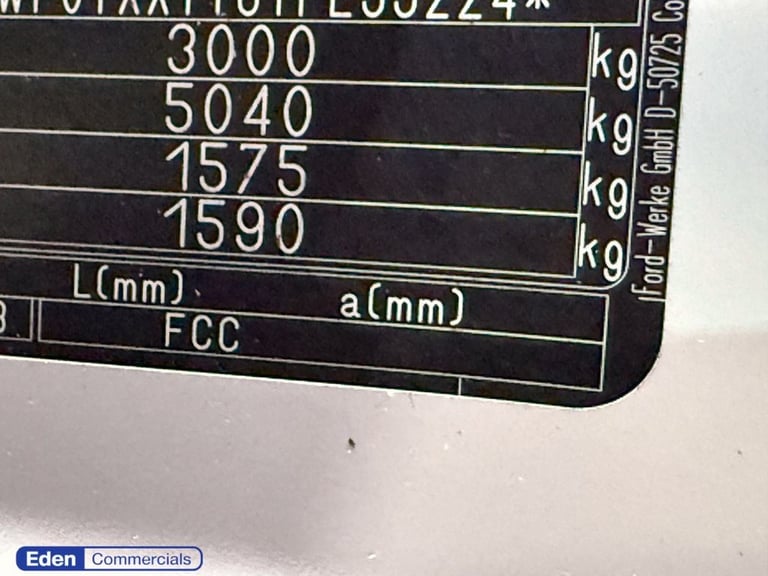 3000 kg
5040 kg
1575 kg
1590 kg
L(mm) a(mm)
FCC
Ford-Werke GmbH D-50725
Eden Commercials